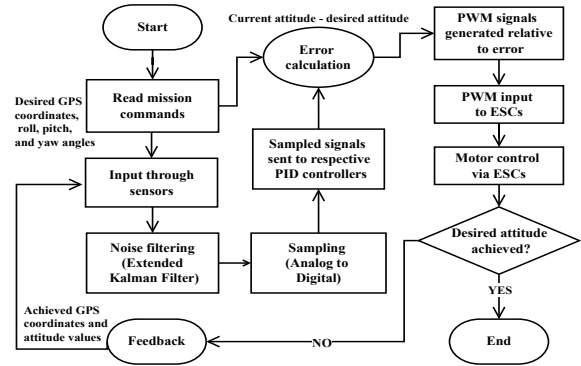 Start
Current attitude - desired attitude
Error
calculation
PWM signals
generated relative
to error
Desired GPS
coordinates,
roll, pitch,
and yaw angles
Read mission
commands
PWM input
to ESCs
Sampled signals
sent to respective
PID controllers
Motor control
via ESCs
Input through
sensors
Noise filtering
(Extended
Kalman Filter)
Sampling
(Analog to
Digital)
Desired attitude
achieved?
YES
Achieved GPS
coordinates and
attitude values
Feedback
NO
End